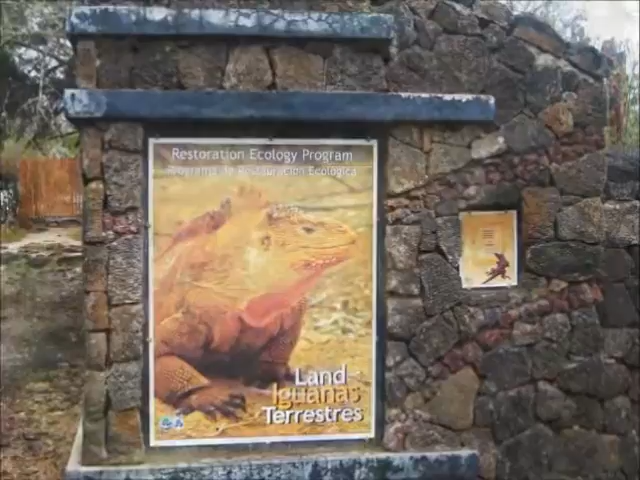 Restoration Ecology Program
Programa de Restauración Ecológica
Land
Iguanas
Terrestres